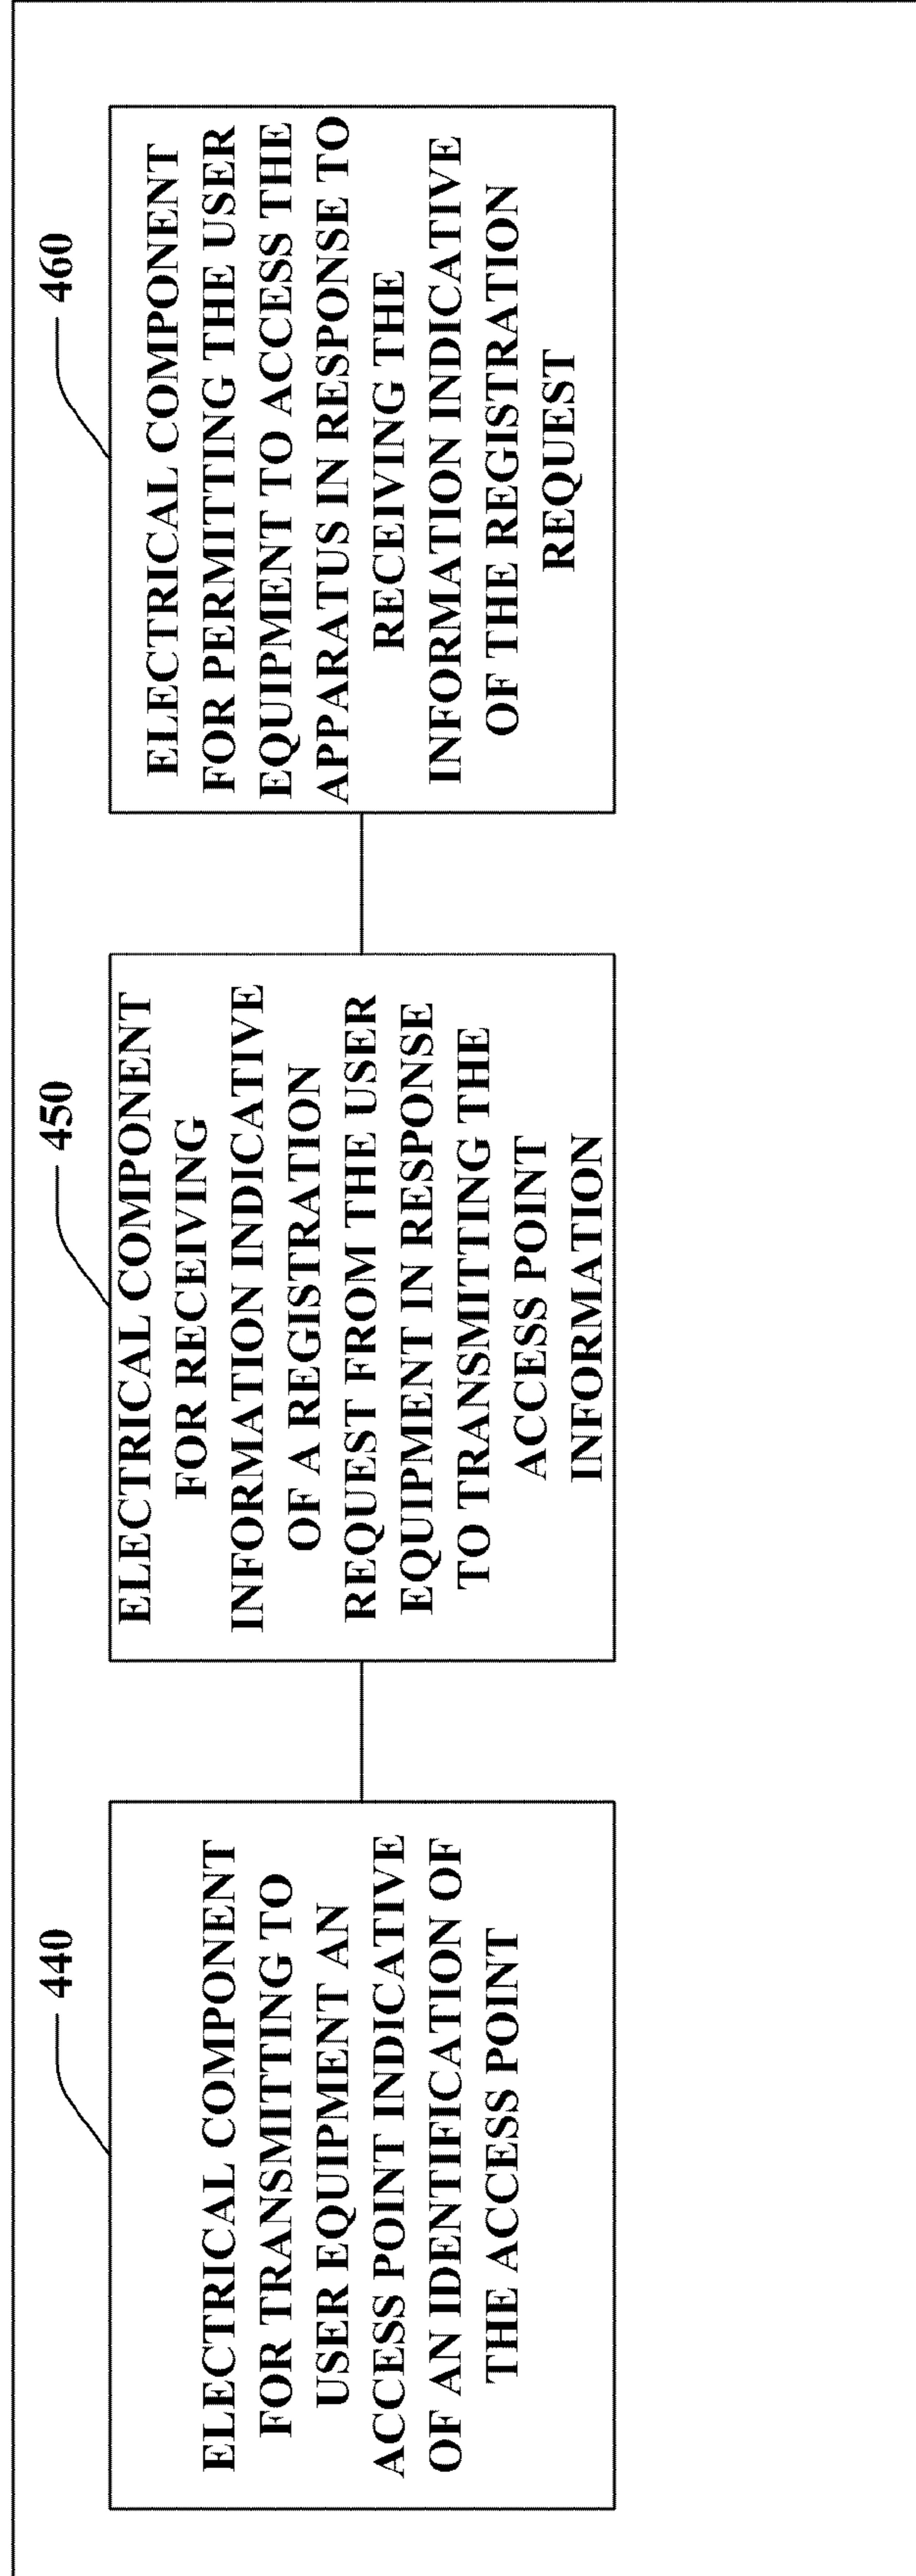 440
ELECTRICAL COMPONENT
FOR TRANSMITTING TO
USER EQUIPMENT AN
ACCESS POINT INDICATIVE
OF AN IDENTIFICATION OF
THE ACCESS POINT
450
ELECTRICAL COMPONENT
FOR RECEIVING
INFORMATION INDICATIVE
OF A REGISTRATION
REQUEST FROM THE USER
EQUIPMENT IN RESPONSE
TO TRANSMITTING THE
ACCESS POINT
INFORMATION
460
ELECTRICAL COMPONENT
FOR PERMITTING THE USER
EQUIPMENT TO ACCESS THE
APPARATUS IN RESPONSE TO
RECEIVING THE
INFORMATION INDICATIVE
OF THE REGISTRATION
REQUEST